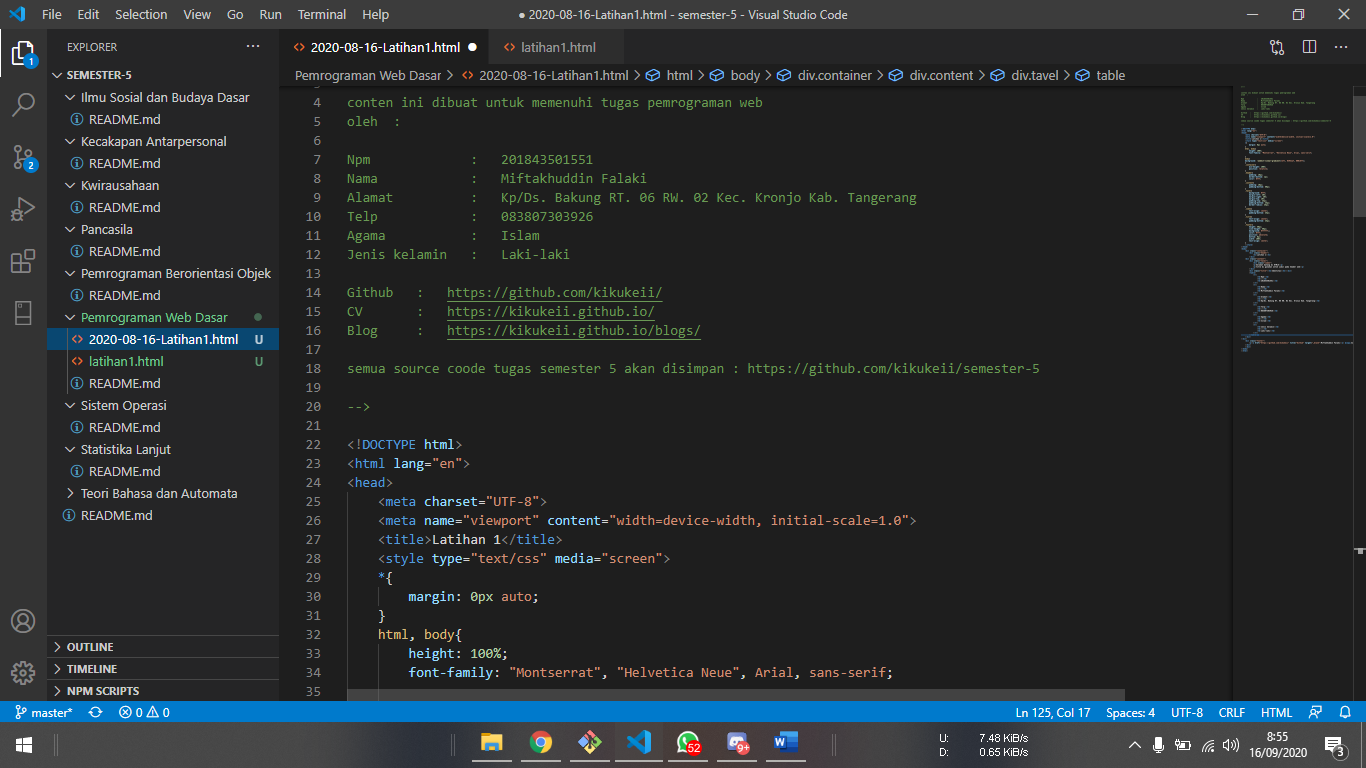 File Edit Selection View Go Run Terminal Help
● 2020-08-16-Latihan1.html - semester-5 - Visual Studio Code
EXPLORER
SEMESTER-5
Ilmu Sosial dan Budaya Dasar
README.md
Kecakapan Antarpersonal
README.md
Kwirausahaan
README.md
Pancasila
README.md
Pemrograman Berorientasi Objek
README.md
Pemrograman Web Dasar
2020-08-16-Latihan1.html U
latihan1.html U
README.md
Sistem Operasi
README.md
Statistika Lanjut
README.md
Teori Bahasa dan Automata
README.md
OUTLINE
TIMELINE
NPM SCRIPTS
1
2
2020-08-16-Latihan1.html
latihan1.html
Pemrograman Web Dasar > 2020-08-16-Latihan1.html > html > body > div.container > div.content > div.tavel > table
4 conten ini dibuat untuk memenuhi tugas pemrograman web
5 oleh :
6
7 Npm : 201843501551
8 Nama : Miftakhuddin Falaki
9 Alamat : Kp/Ds. Bakung RT. 06 RW. 02 Kec. Kronjo Kab. Tangerang
10 Telp : 083807303926
11 Agama : Islam
12 Jenis kelamin : Laki-laki
13
14 Github : https://github.com/kikukeii/
15 CV : https://kikukeii.github.io/
16 Blog : https://kikukeii.github.io/blogs/
17
18 semua source coode tugas semester 5 akan disimpan : https://github.com/kikukeii/semester-5
19
20 -->
21
22 <!DOCTYPE html>
23 <html lang="en">
24 <head>
25 <meta charset="UTF-8">
26 <meta name="viewport" content="width=device-width, initial-scale=1.0">
27 <title>Latihan 1</title>
28 <style type="text/css" media="screen">
29 *{
30 margin: 0px auto;
31 }
32 html, body{
33 height: 100%;
34 font-family: "Montserrat", "Helvetica Neue", Arial, sans-serif;
35
master* 0 0
Ln 125, Col 17 Spaces: 4 UTF-8 CRLF HTML
52
9+
U: 7.48 KiB/s
D: 0.65 KiB/s
8:55
16/09/2020
3